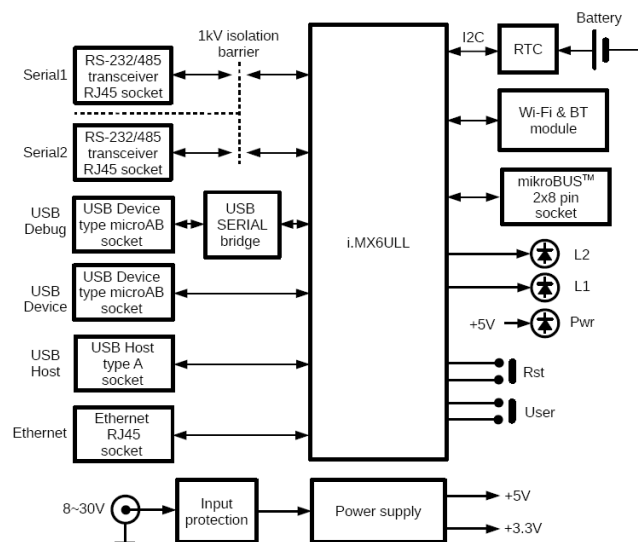 1kV isolation
barrier
Serial1
RS-232/485
transceiver
RJ45 socket
Serial2
RS-232/485
transceiver
RJ45 socket
USB
Debug
USB Device
type microAB
socket
USB
SERIAL
bridge
USB
Device
USB Device
type microAB
socket
USB
Host
USB Host
type A
socket
Ethernet
Ethernet
RJ45
socket
i.MX6ULL
I2C
RTC
Battery
Wi-Fi & BT
module
mikroBUS™
2x8 pin
socket
L2
L1
+5V
Pwr
Rst
User
8~30V
Input
protection
Power supply
+5V
+3.3V